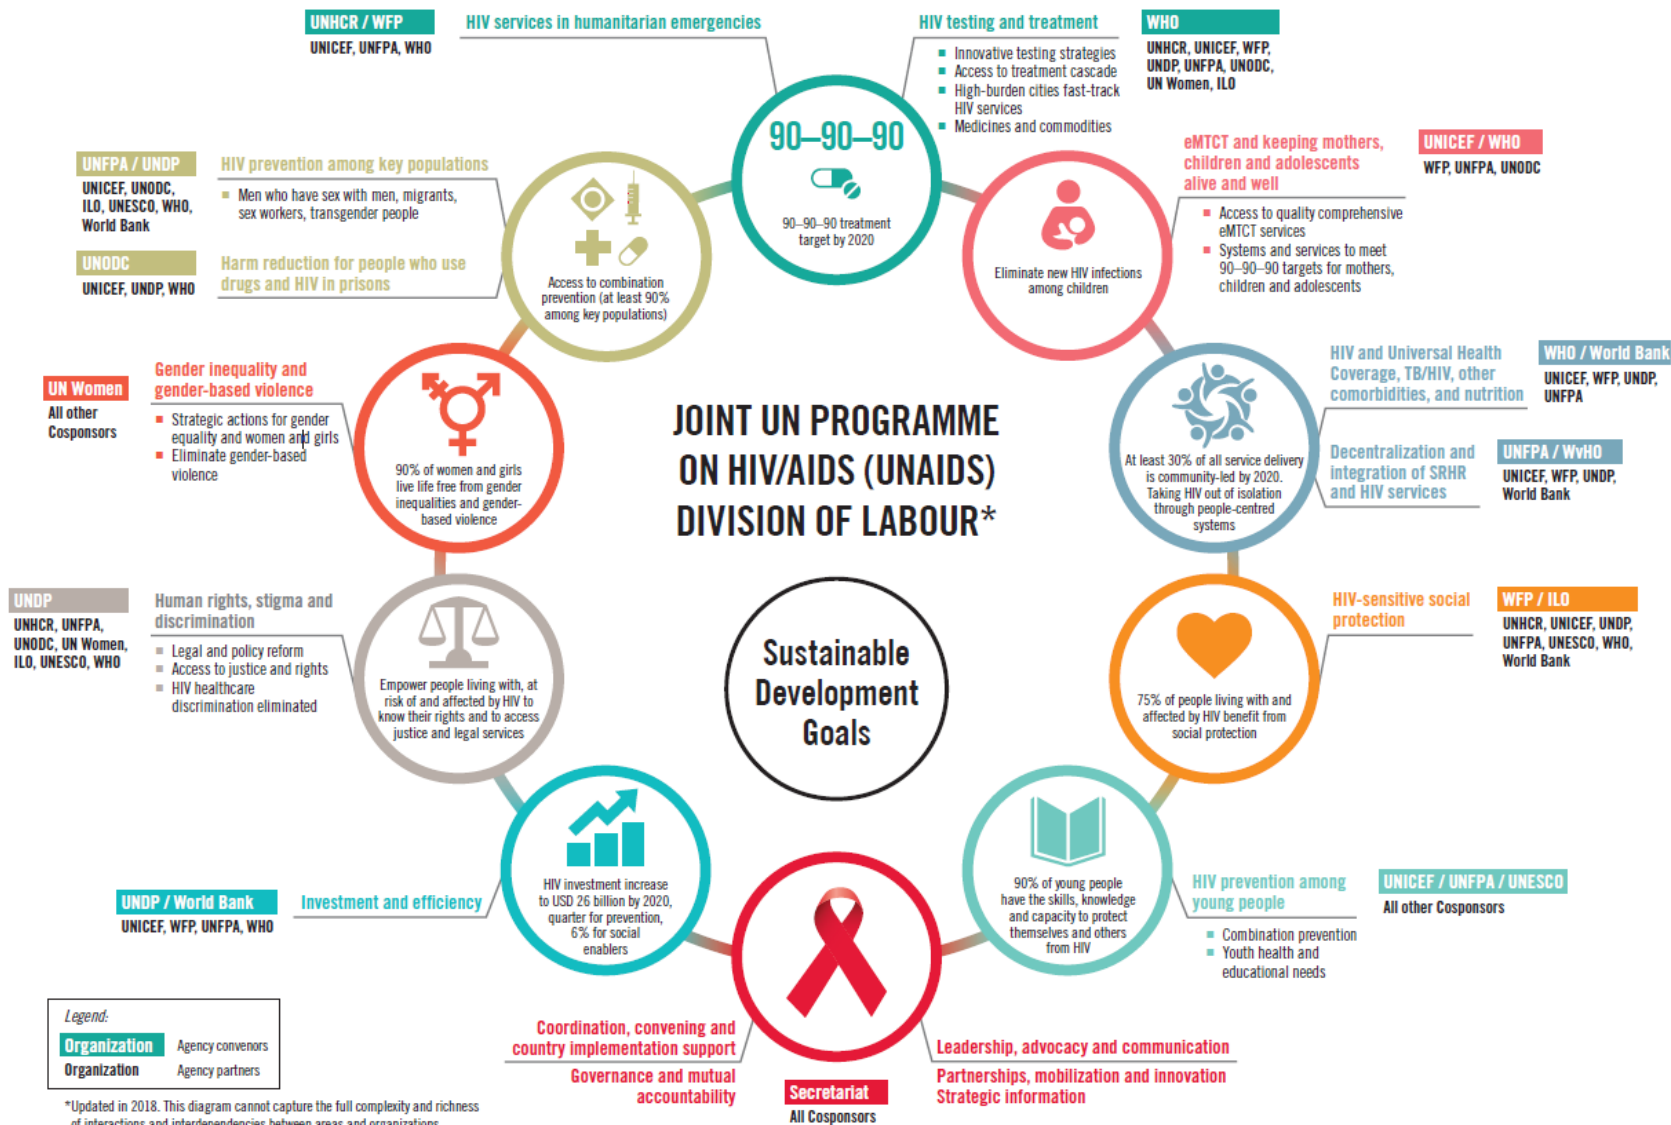 UNHCR / WFP
UNICEF, UNFPA, WHO
HIV services in humanitarian emergencies
HIV testing and treatment
■ Innovative testing strategies
■ Access to treatment cascade
■ High-burden cities fast-track
HIV services
■ Medicines and commodities
WHO
UNHCR, UNICEF, WFP,
UNDP, UNFPA, UNODC,
UN Women, ILO
90–90–90
90–90–90 treatment
target by 2020
eMTCT and keeping mothers,
children and adolescents
alive and well
■ Access to quality comprehensive
eMTCT services
■ Systems and services to meet
90–90–90 targets for mothers,
children and adolescents
UNICEF / WHO
WFP, UNFPA, UNODC
Eliminate new HIV infections
among children
UNFPA / UNDP
UNICEF, UNODC,
ILO, UNESCO, WHO,
World Bank
HIV prevention among key populations
■ Men who have sex with men, migrants,
sex workers, transgender people
UNODC
UNICEF, UNDP, WHO
Harm reduction for people who use
drugs and HIV in prisons
Access to combination
prevention (at least 90%
among key populations)
HIV and Universal Health
Coverage, TB/HIV, other
comorbidities, and nutrition
WHO / World Bank
UNICEF, WFP, UNDP,
UNFPA
Decentralization and
integration of SRHR
and HIV services
UNFPA / WvHO
UNICEF, WFP, UNDP,
World Bank
At least 30% of all service delivery
is community-led by 2020.
Taking HIV out of isolation
through people-centred
systems
UN Women
All other
Cosponsors
Gender inequality and
gender-based violence
■ Strategic actions for gender
equality and women and girls
■ Eliminate gender-based
violence
90% of women and girls
live life free from gender
inequalities and gender-
based violence
JOINT UN PROGRAMME
ON HIV/AIDS (UNAIDS)
DIVISION OF LABOUR*
Sustainable
Development
Goals
UNDP
UNHCR, UNFPA,
UNODC, UN Women,
ILO, UNESCO, WHO
Human rights, stigma and
discrimination
■ Legal and policy reform
■ Access to justice and rights
■ HIV healthcare
discrimination eliminated
Empower people living with, at
risk of and affected by HIV to
know their rights and to access
justice and legal services
HIV-sensitive social
protection
WFP / ILO
UNHCR, UNICEF, UNDP,
UNFPA, UNESCO, WHO,
World Bank
75% of people living with and
affected by HIV benefit from
social protection
UNDP / World Bank
UNICEF, WFP, UNFPA, WHO
Investment and efficiency
HIV investment increase
to USD 26 billion by 2020,
quarter for prevention,
6% for social
enablers
90% of young people
have the skills, knowledge
and capacity to protect
themselves and others
from HIV
HIV prevention among
young people
■ Combination prevention
■ Youth health and
educational needs
UNICEF / UNFPA / UNESCO
All other Cosponsors
Coordination, convening and
country implementation support
Governance and mutual
accountability
Leadership, advocacy and communication
Partnerships, mobilization and innovation
Strategic information
Secretariat
All Cosponsors
Legend:
Organization Agency convenors
Organization Agency partners
*Updated in 2018. This diagram cannot capture the full complexity and richness
of interactions and interdependencies between areas and organizations